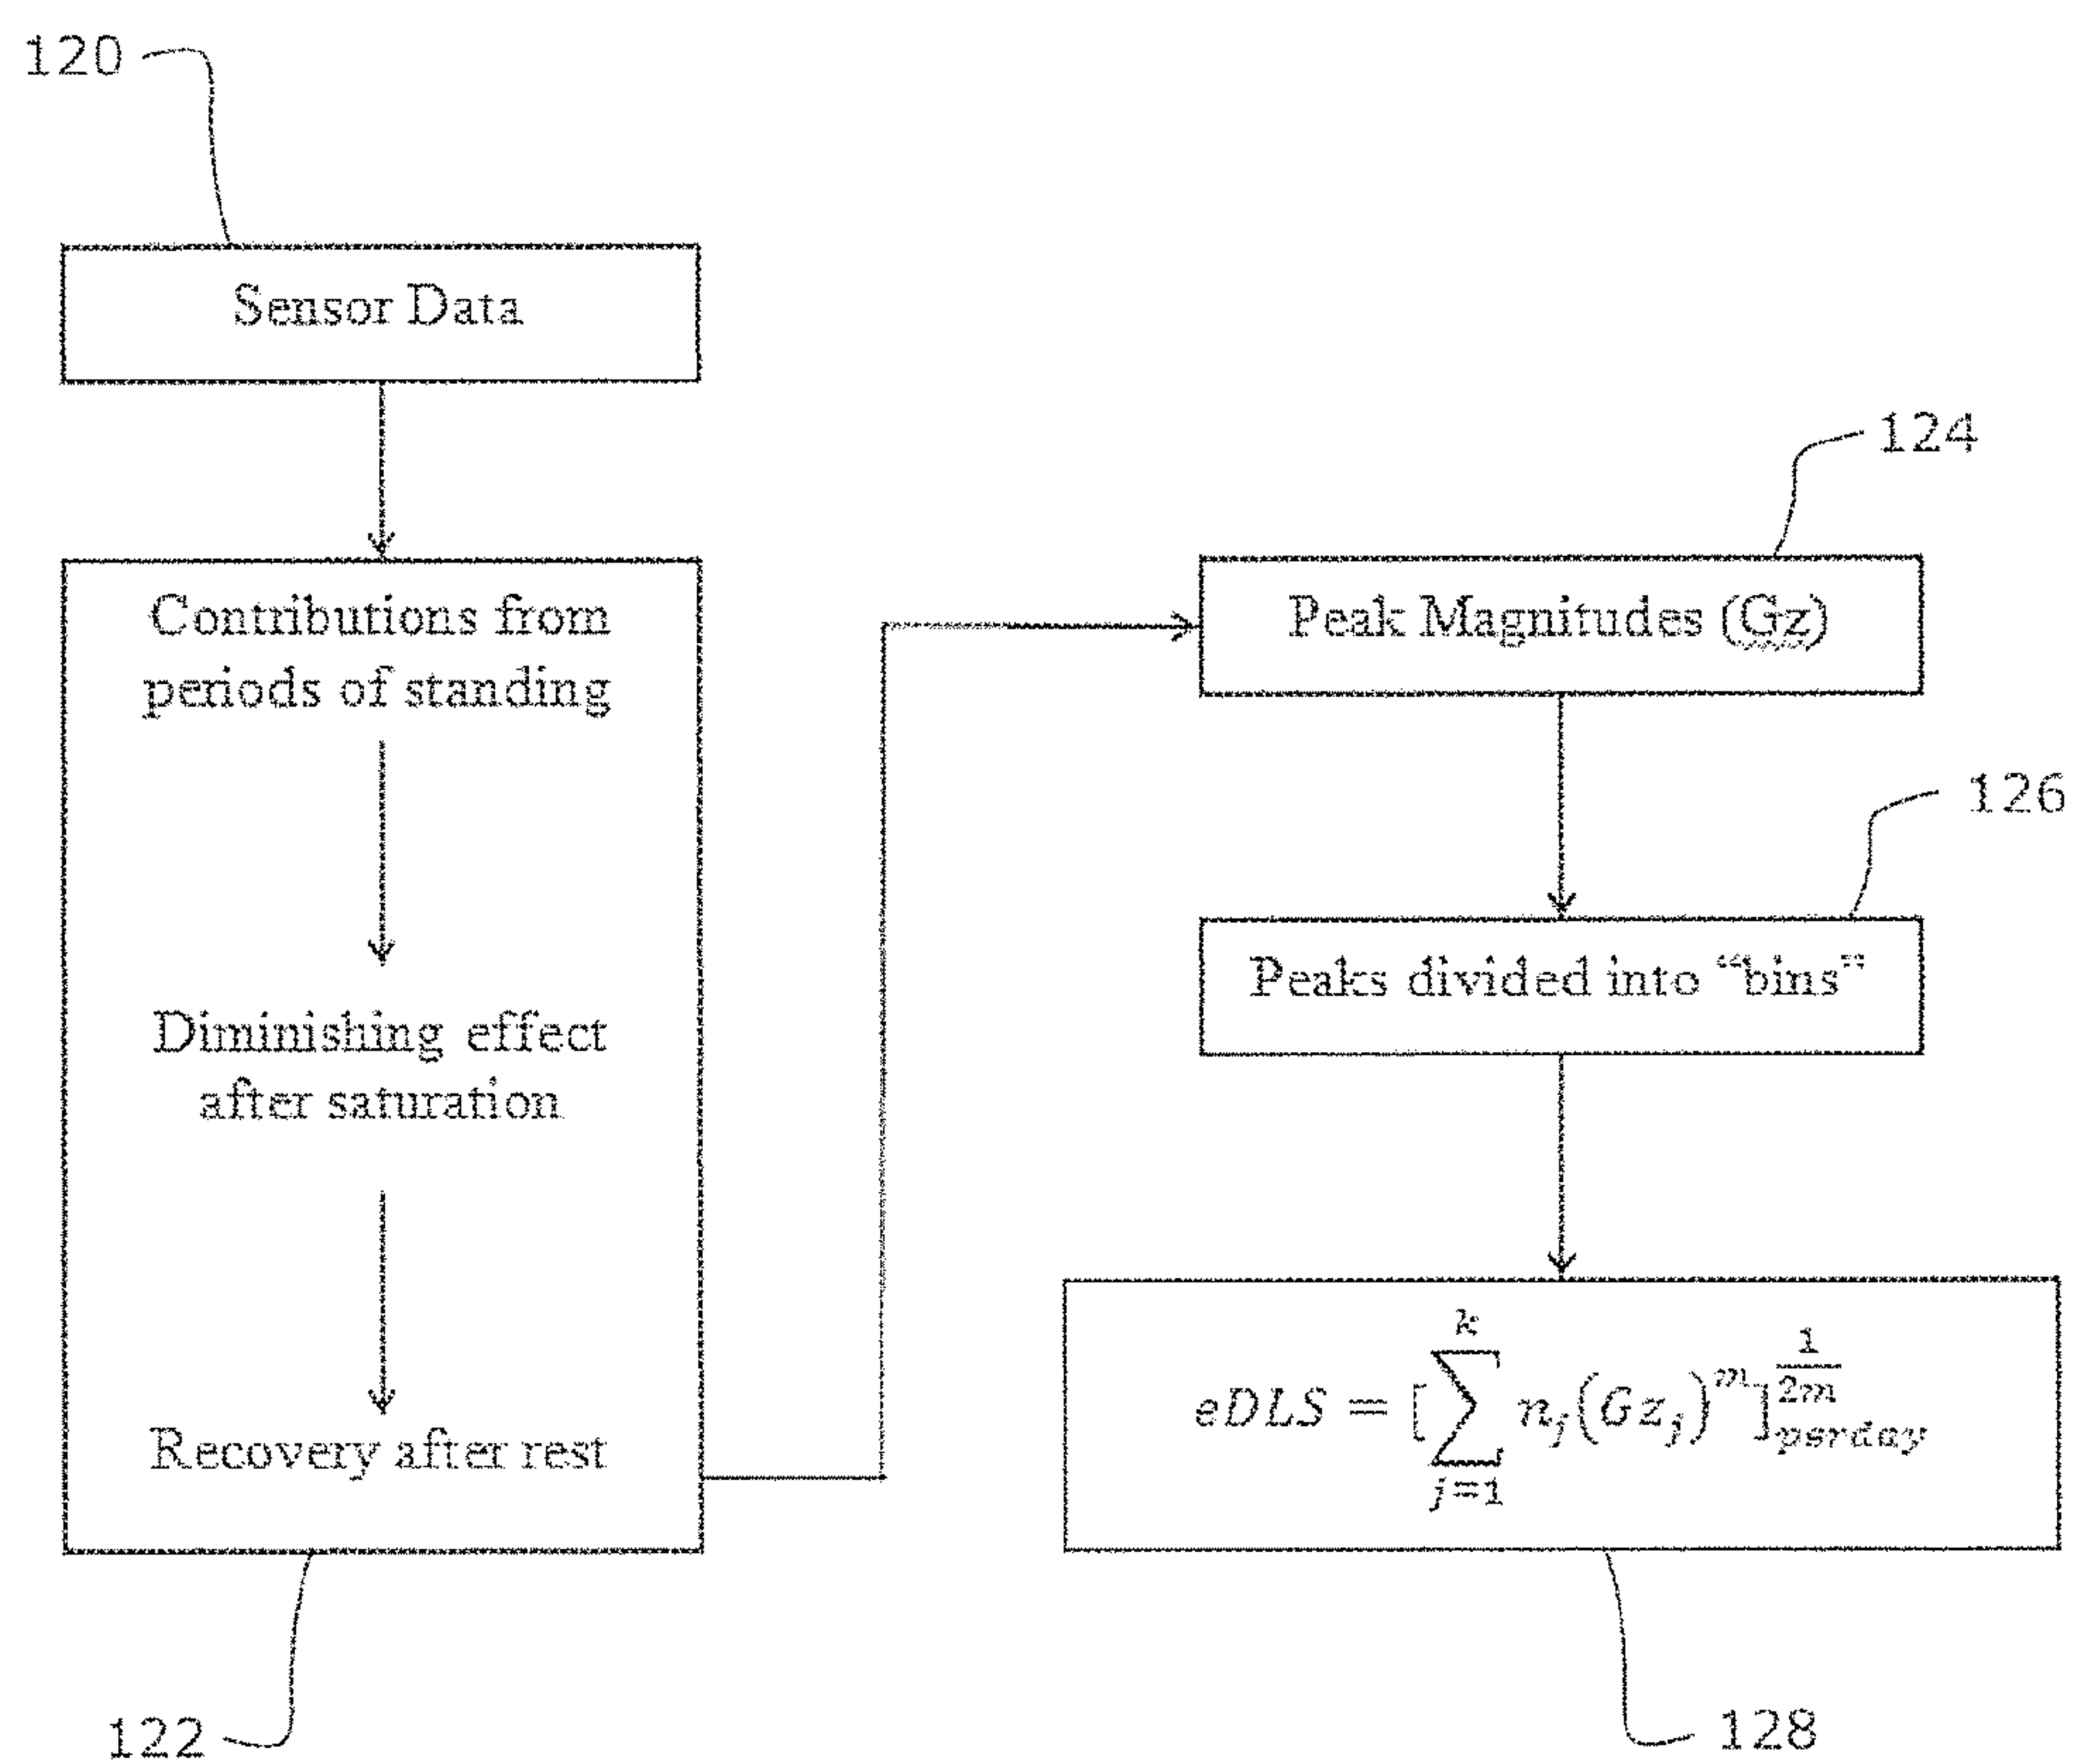 120
Sensor Data
Contributions from
periods of standing
Diminishing effect
after saturation
Recovery after rest
122
124
Peak Magnitudes (Gz)
126
Peaks divided into “bins”
eDLS = [∑_{j=1}^{k} n_j(Gz_j)^m]^{1/2m}_{perday}
128